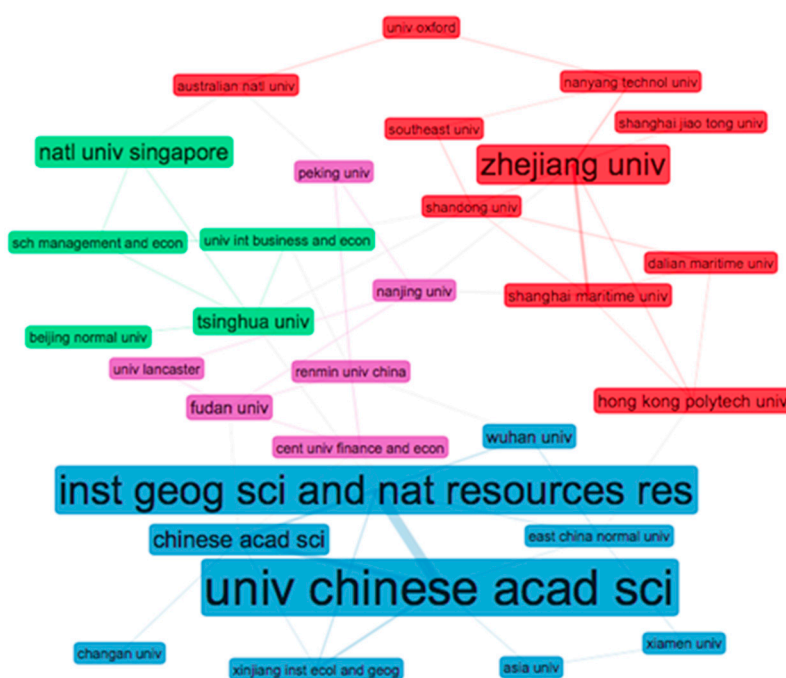 univ oxford
australian natl univ
nanyang technol univ
southeast univ
shanghai jiao tong univ
natl univ singapore
zhejiang univ
peking univ
shandong univ
sch management and econ
univ int business and econ
dalian maritime univ
nanjing univ
shanghai maritime univ
tsinghua univ
beijing normal univ
univ lancaster
renmin univ china
fudan univ
hong kong polytech univ
cent univ finance and econ
wuhan univ
inst geog sci and nat resources res
chinese acad sci
east china normal univ
univ chinese acad sci
changan univ
xiamen univ
xinjiang inst ecol and geog
asia univ